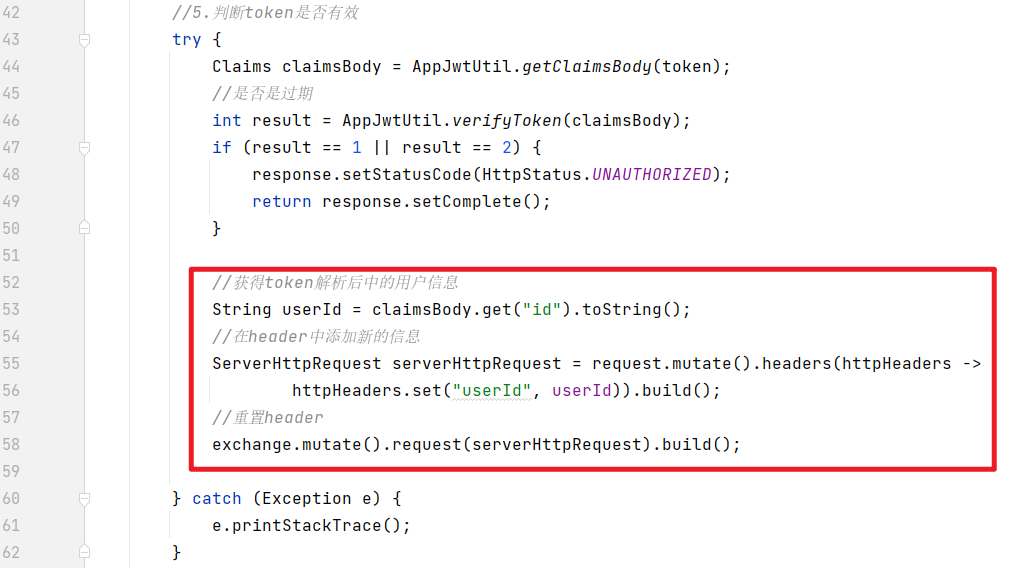 42 //5.判断token是否有效
43 try {
44 Claims claimsBody = AppJwtUtil.getClaimsBody(token);
45 //是否是过期
46 int result = AppJwtUtil.verifyToken(claimsBody);
47 if (result == 1 || result == 2) {
48 response.setStatusCode(HttpStatus.UNAUTHORIZED);
49 return response.setComplete();
50 }
51
52 //获得token解析后中的用户信息
53 String userId = claimsBody.get("id").toString();
54 //在header中添加新的信息
55 ServerHttpRequest serverHttpRequest = request.mutate().headers(httpHeaders ->
56 httpHeaders.set("userId", userId)).build();
57 //重置header
58 exchange.mutate().request(serverHttpRequest).build();
59
60 } catch (Exception e) {
61 e.printStackTrace();
62 }